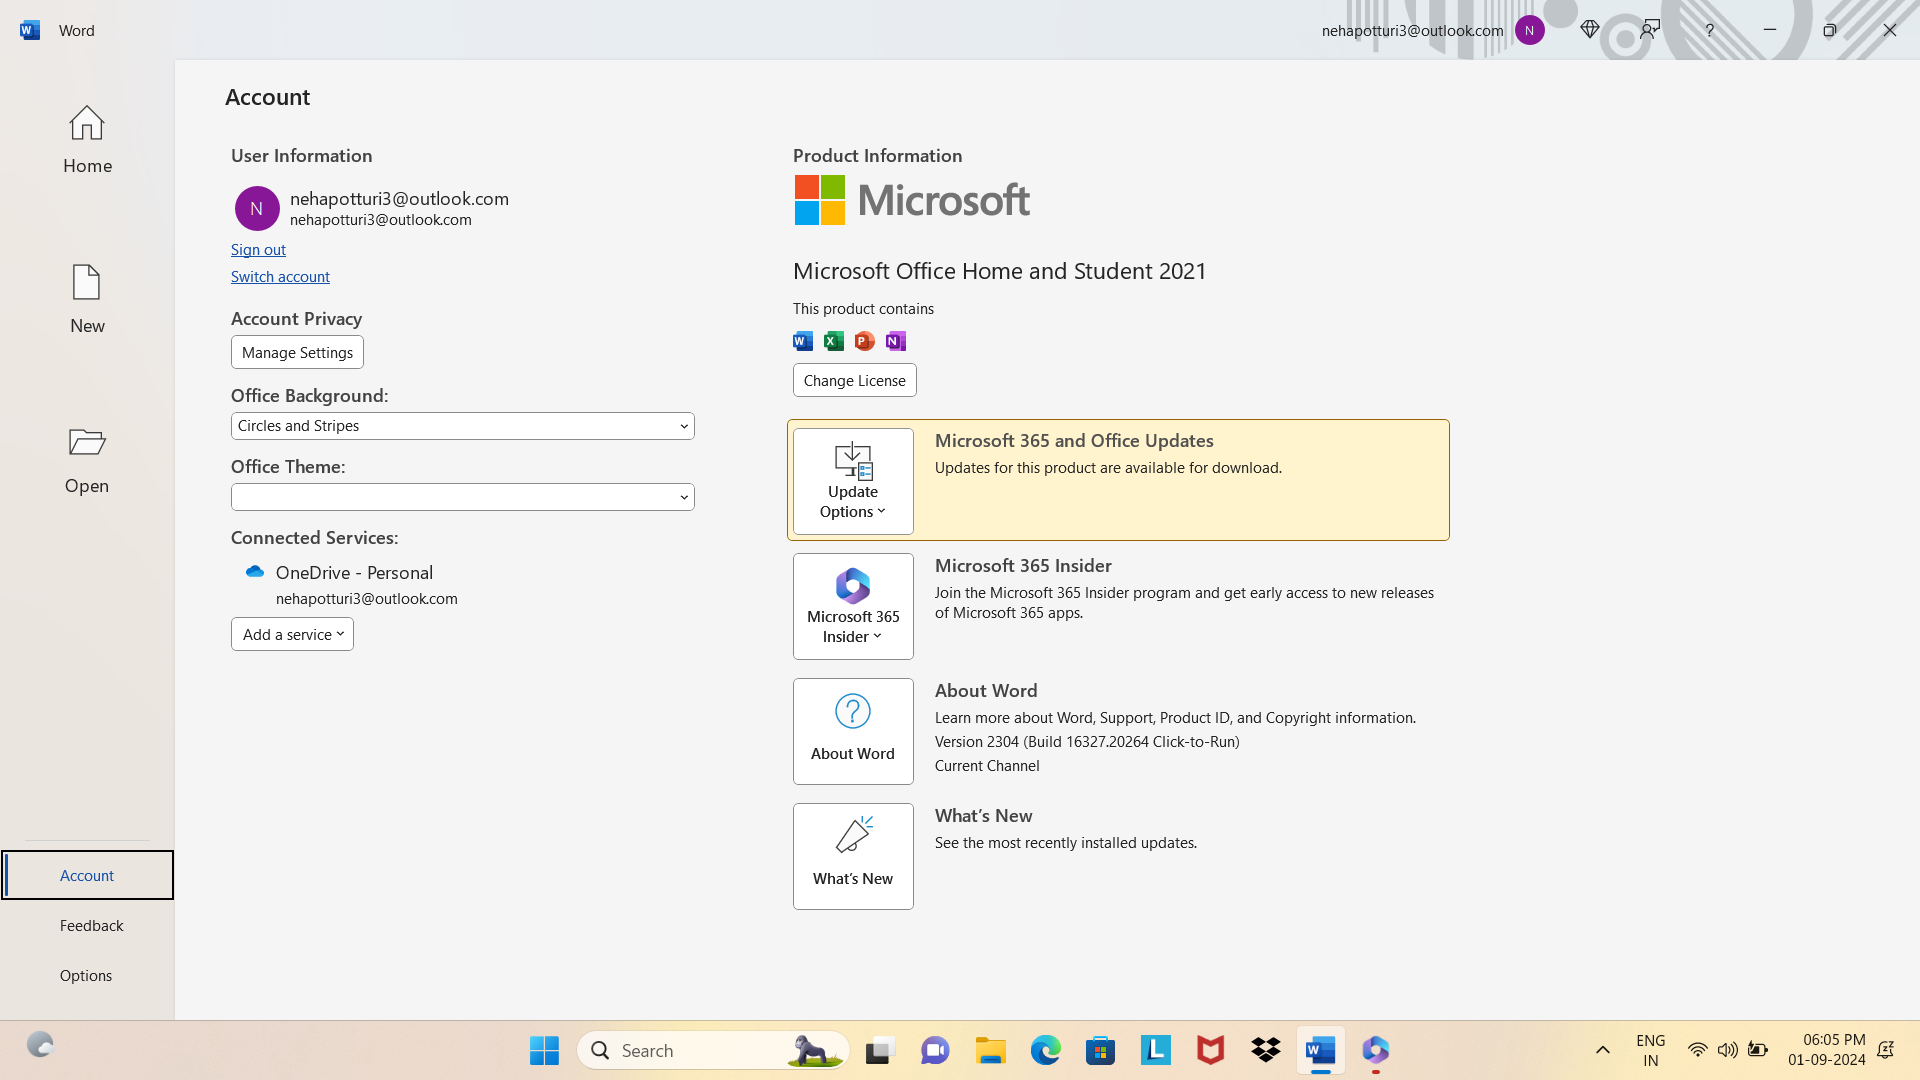 Word
nehapotturi3@outlook.com N
?
Home
New
Open
Account
Feedback
Options
Account
User Information
N
nehapotturi3@outlook.com
nehapotturi3@outlook.com
Sign out
Switch account
Account Privacy
Manage Settings
Office Background:
Circles and Stripes
Office Theme:
Connected Services:
OneDrive - Personal
nehapotturi3@outlook.com
Add a service
Product Information
Microsoft
Microsoft Office Home and Student 2021
This product contains
W X P N
Change License
Update
Options
Microsoft 365 and Office Updates
Updates for this product are available for download.
Microsoft 365
Insider
Microsoft 365 Insider
Join the Microsoft 365 Insider program and get early access to new releases
of Microsoft 365 apps.
?
About Word
About Word
Learn more about Word, Support, Product ID, and Copyright information.
Version 2304 (Build 16327.20264 Click-to-Run)
Current Channel
What's New
What's New
See the most recently installed updates.
Search
L
W
ENG
IN
06:05 PM
01-09-2024